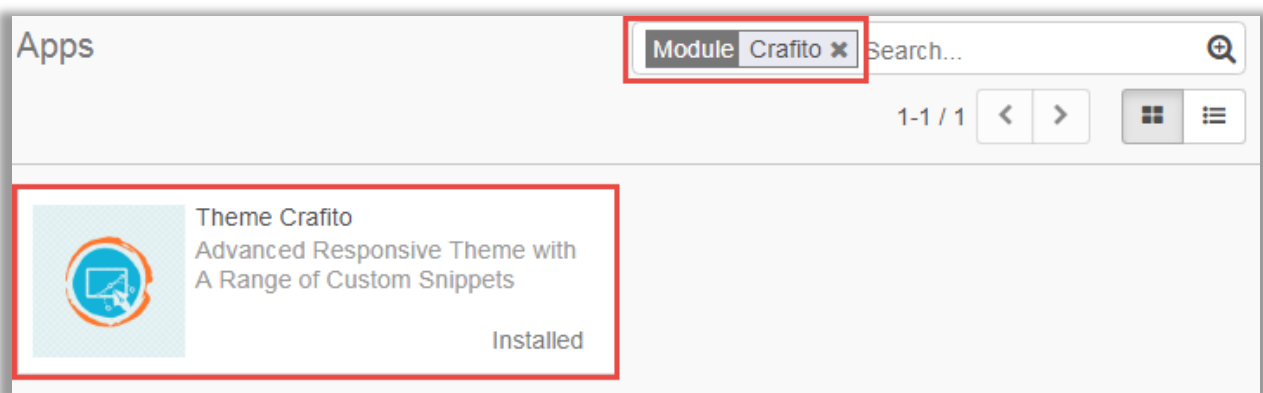 Apps
Module Crafito Search...
1-1 / 1
Theme Crafito
Advanced Responsive Theme with
A Range of Custom Snippets
Installed